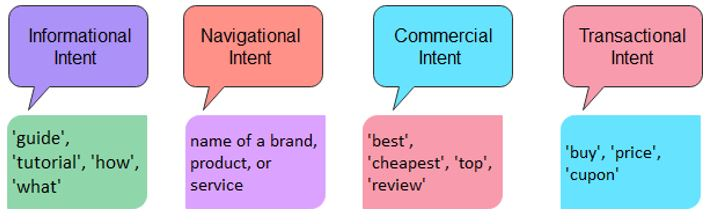 Informational
Intent
Navigational
Intent
Commercial
Intent
Transactional
Intent
'guide',
'tutorial', 'how',
'what'
name of a brand,
product, or
service
'best',
'cheapest', 'top',
'review'
'buy', 'price',
'cupon'